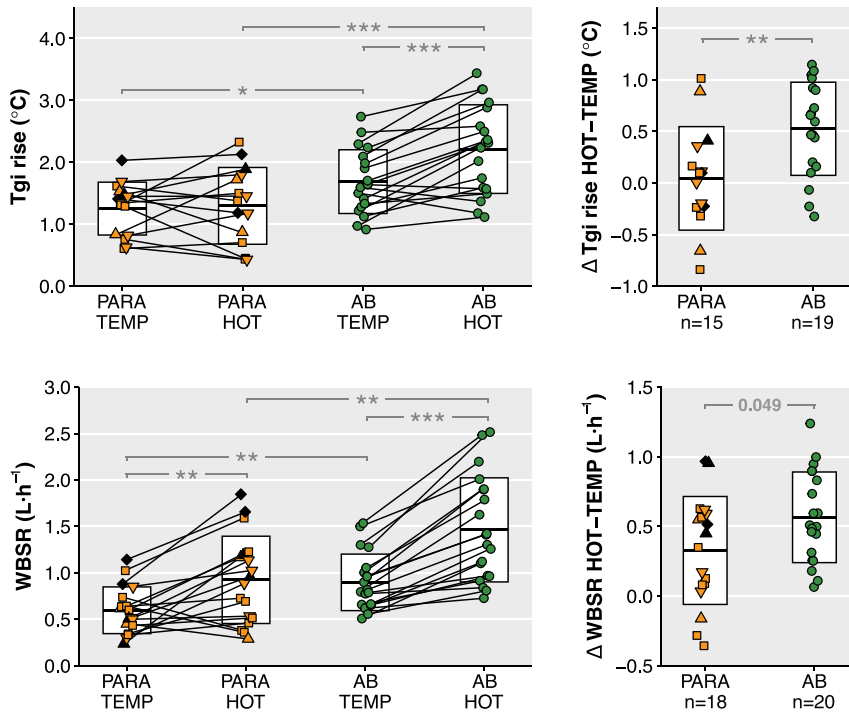 Tgi rise (°C)
4.0
3.0
2.0
1.0
0.0
***
***
*
PARA
TEMP
PARA
HOT
AB
TEMP
AB
HOT
Δ Tgi rise HOT−TEMP (°C)
1.5
1.0
0.5
0.0
−0.5
−1.0
**
PARA
n=15
AB
n=19
WBSR (L·h⁻¹)
3.0
2.5
2.0
1.5
1.0
0.5
0.0
**
***
**
**
PARA
TEMP
PARA
HOT
AB
TEMP
AB
HOT
Δ WBSR HOT−TEMP (L·h⁻¹)
1.5
1.0
0.5
0.0
−0.5
0.049
PARA
n=18
AB
n=20